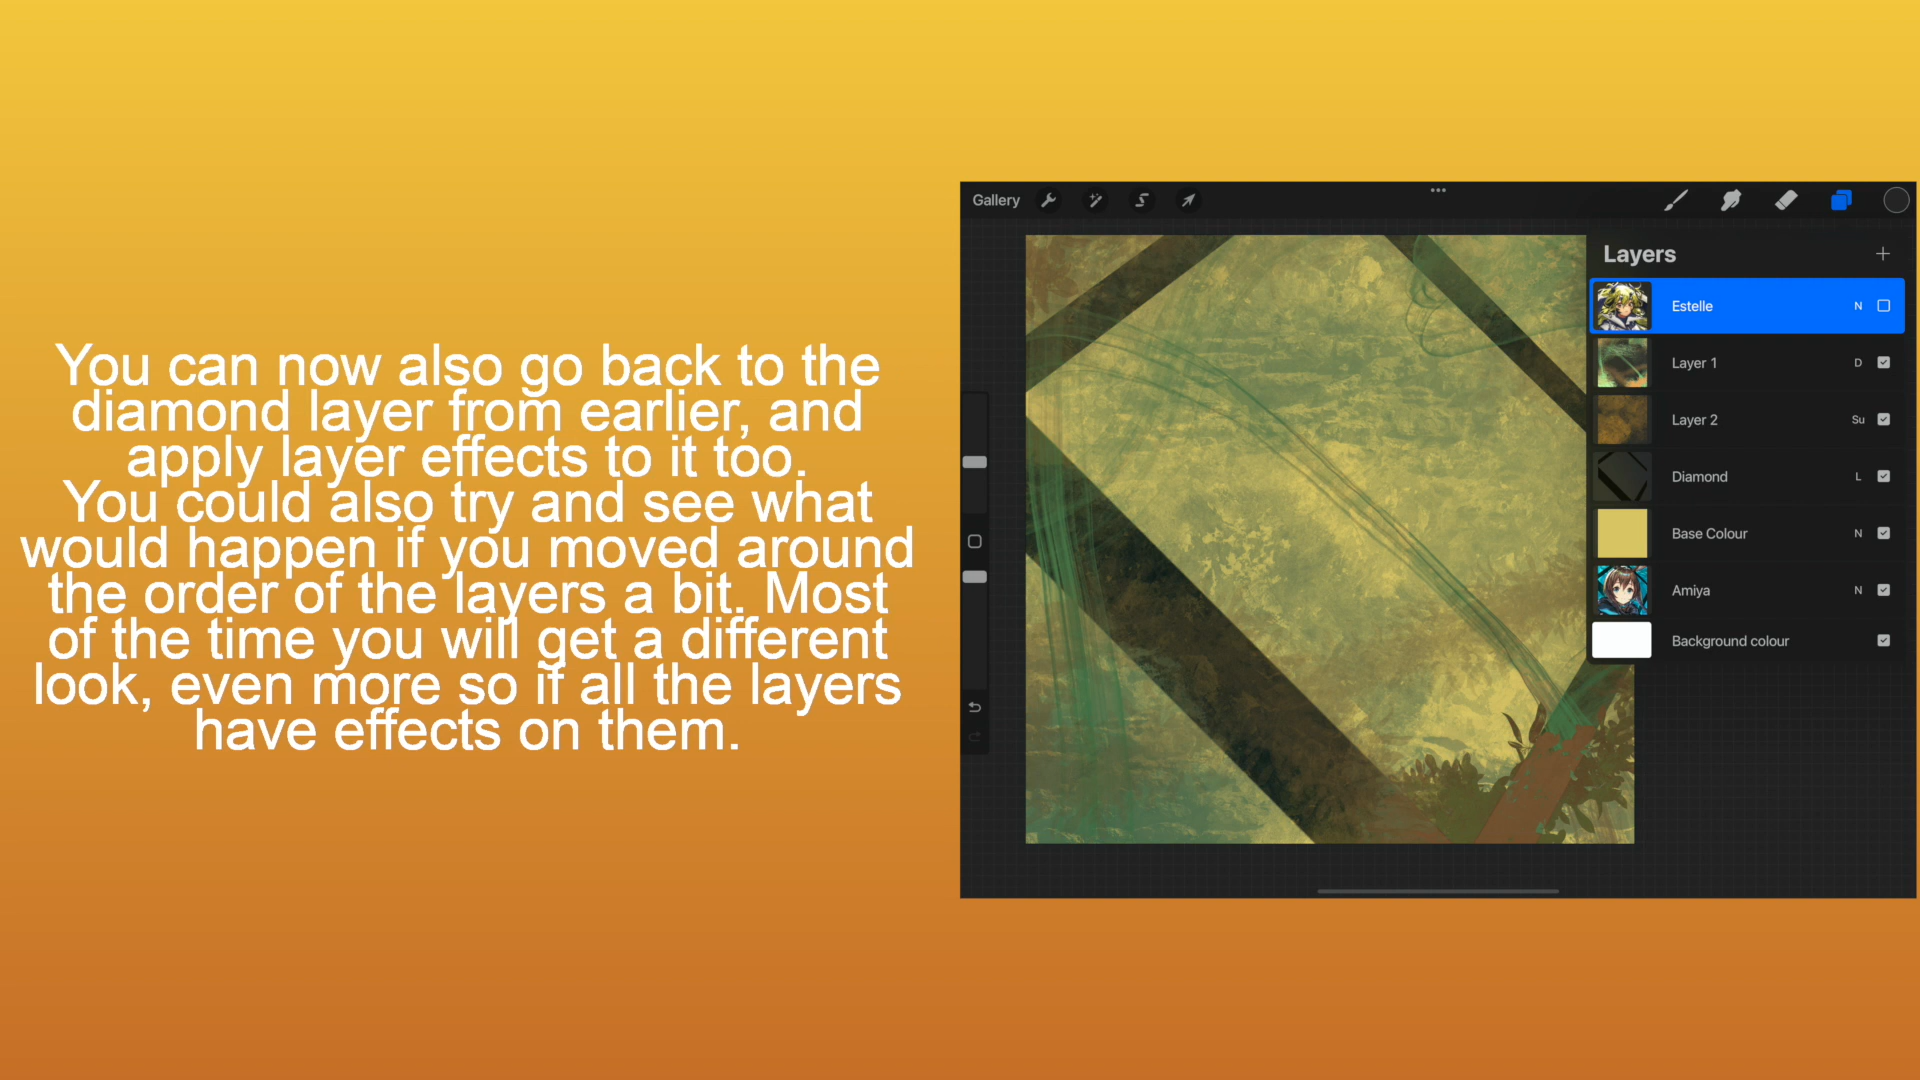 You can now also go back to the
diamond layer from earlier, and
apply layer effects to it too.
You could also try and see what
would happen if you moved around
the order of the layers a bit. Most
of the time you will get a different
look, even more so if all the layers
have effects on them.
Gallery
Layers
Estelle N
Layer 1 D
Layer 2 Su
Diamond L
Base Colour N
Amiya N
Background colour